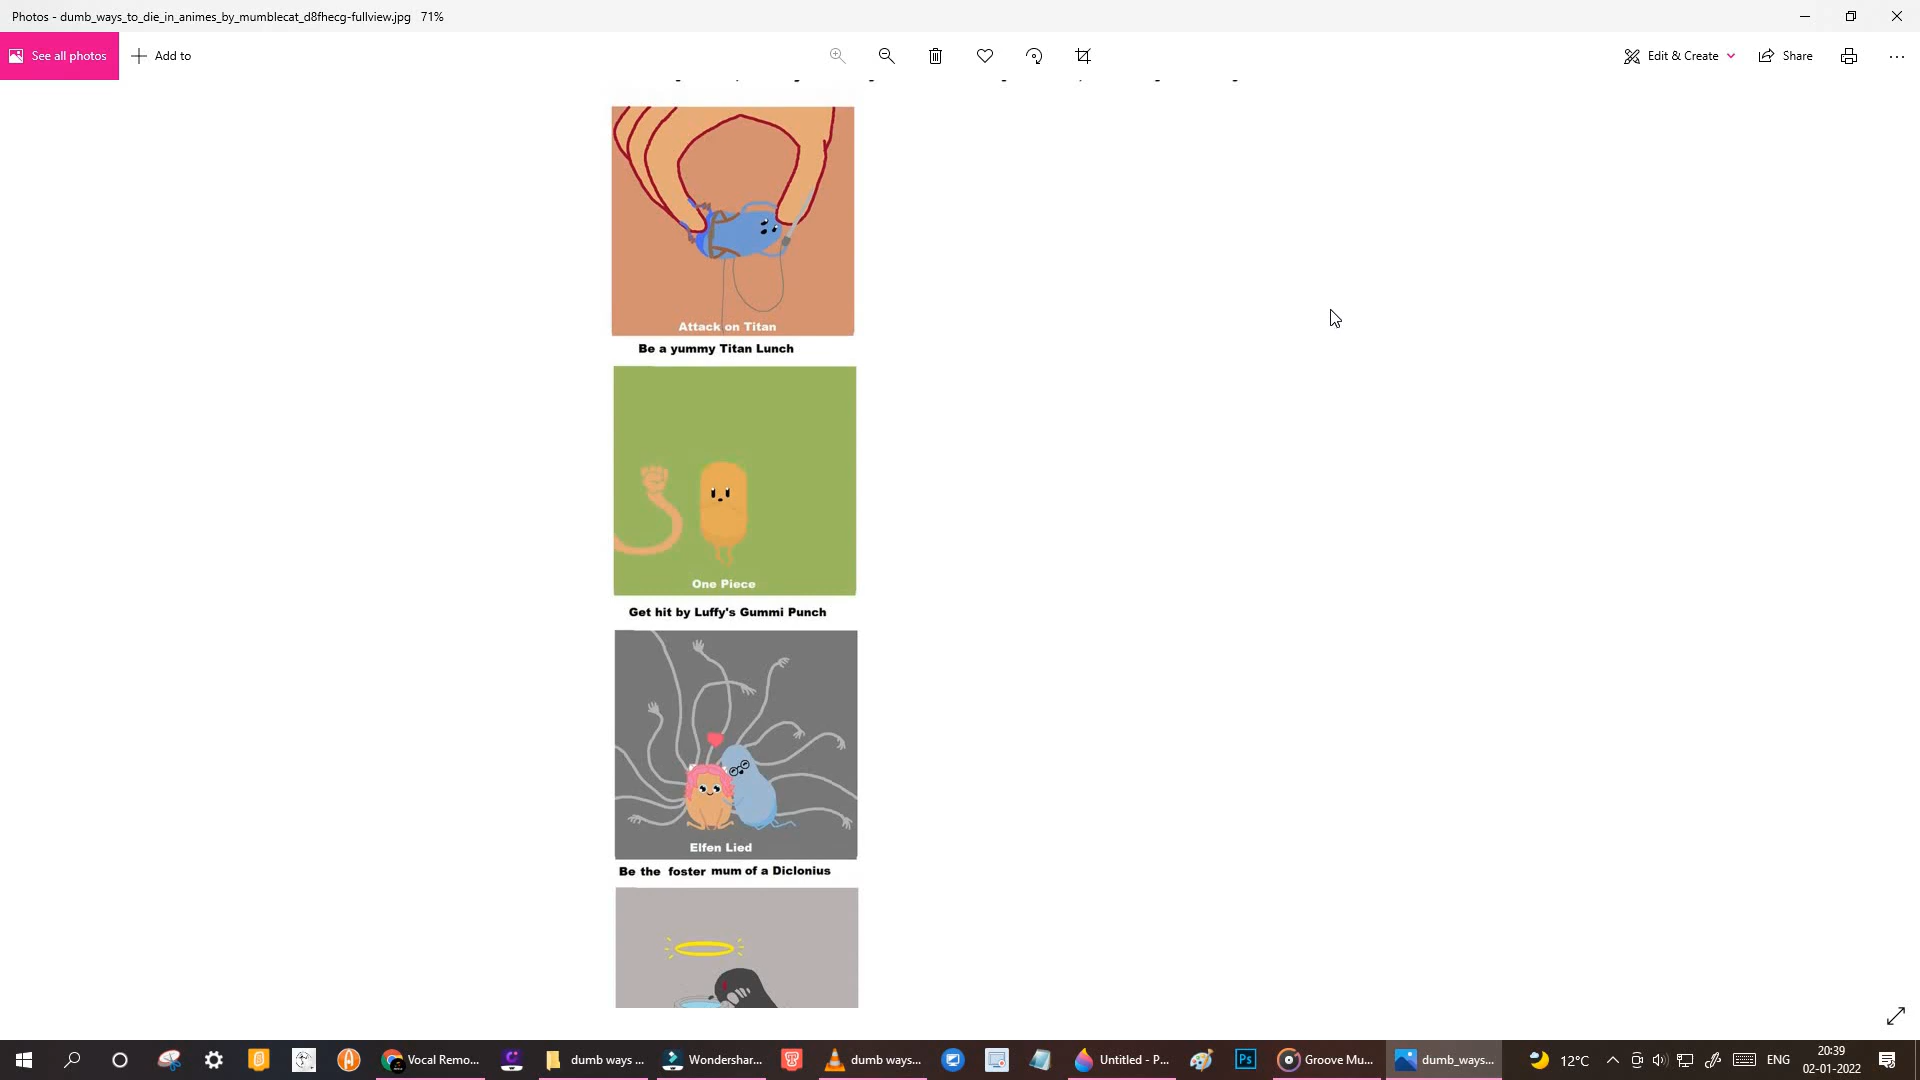 Photos - dumb_ways_to_die_in_animes_by_mumblecat_d8fhecg-fullview.jpg 71%
See all photos
Add to
Edit & Create
Share
Attack on Titan
Be a yummy Titan Lunch
One Piece
Get hit by Luffy's Gummi Punch
Elfen Lied
Be the foster mum of a Diclonius
Vocal Remo...
dumb ways ...
Wondershar...
dumb ways...
Untitled - P...
Ps
Groove Mu...
dumb_ways...
12°C
ENG
20:39
02-01-2022